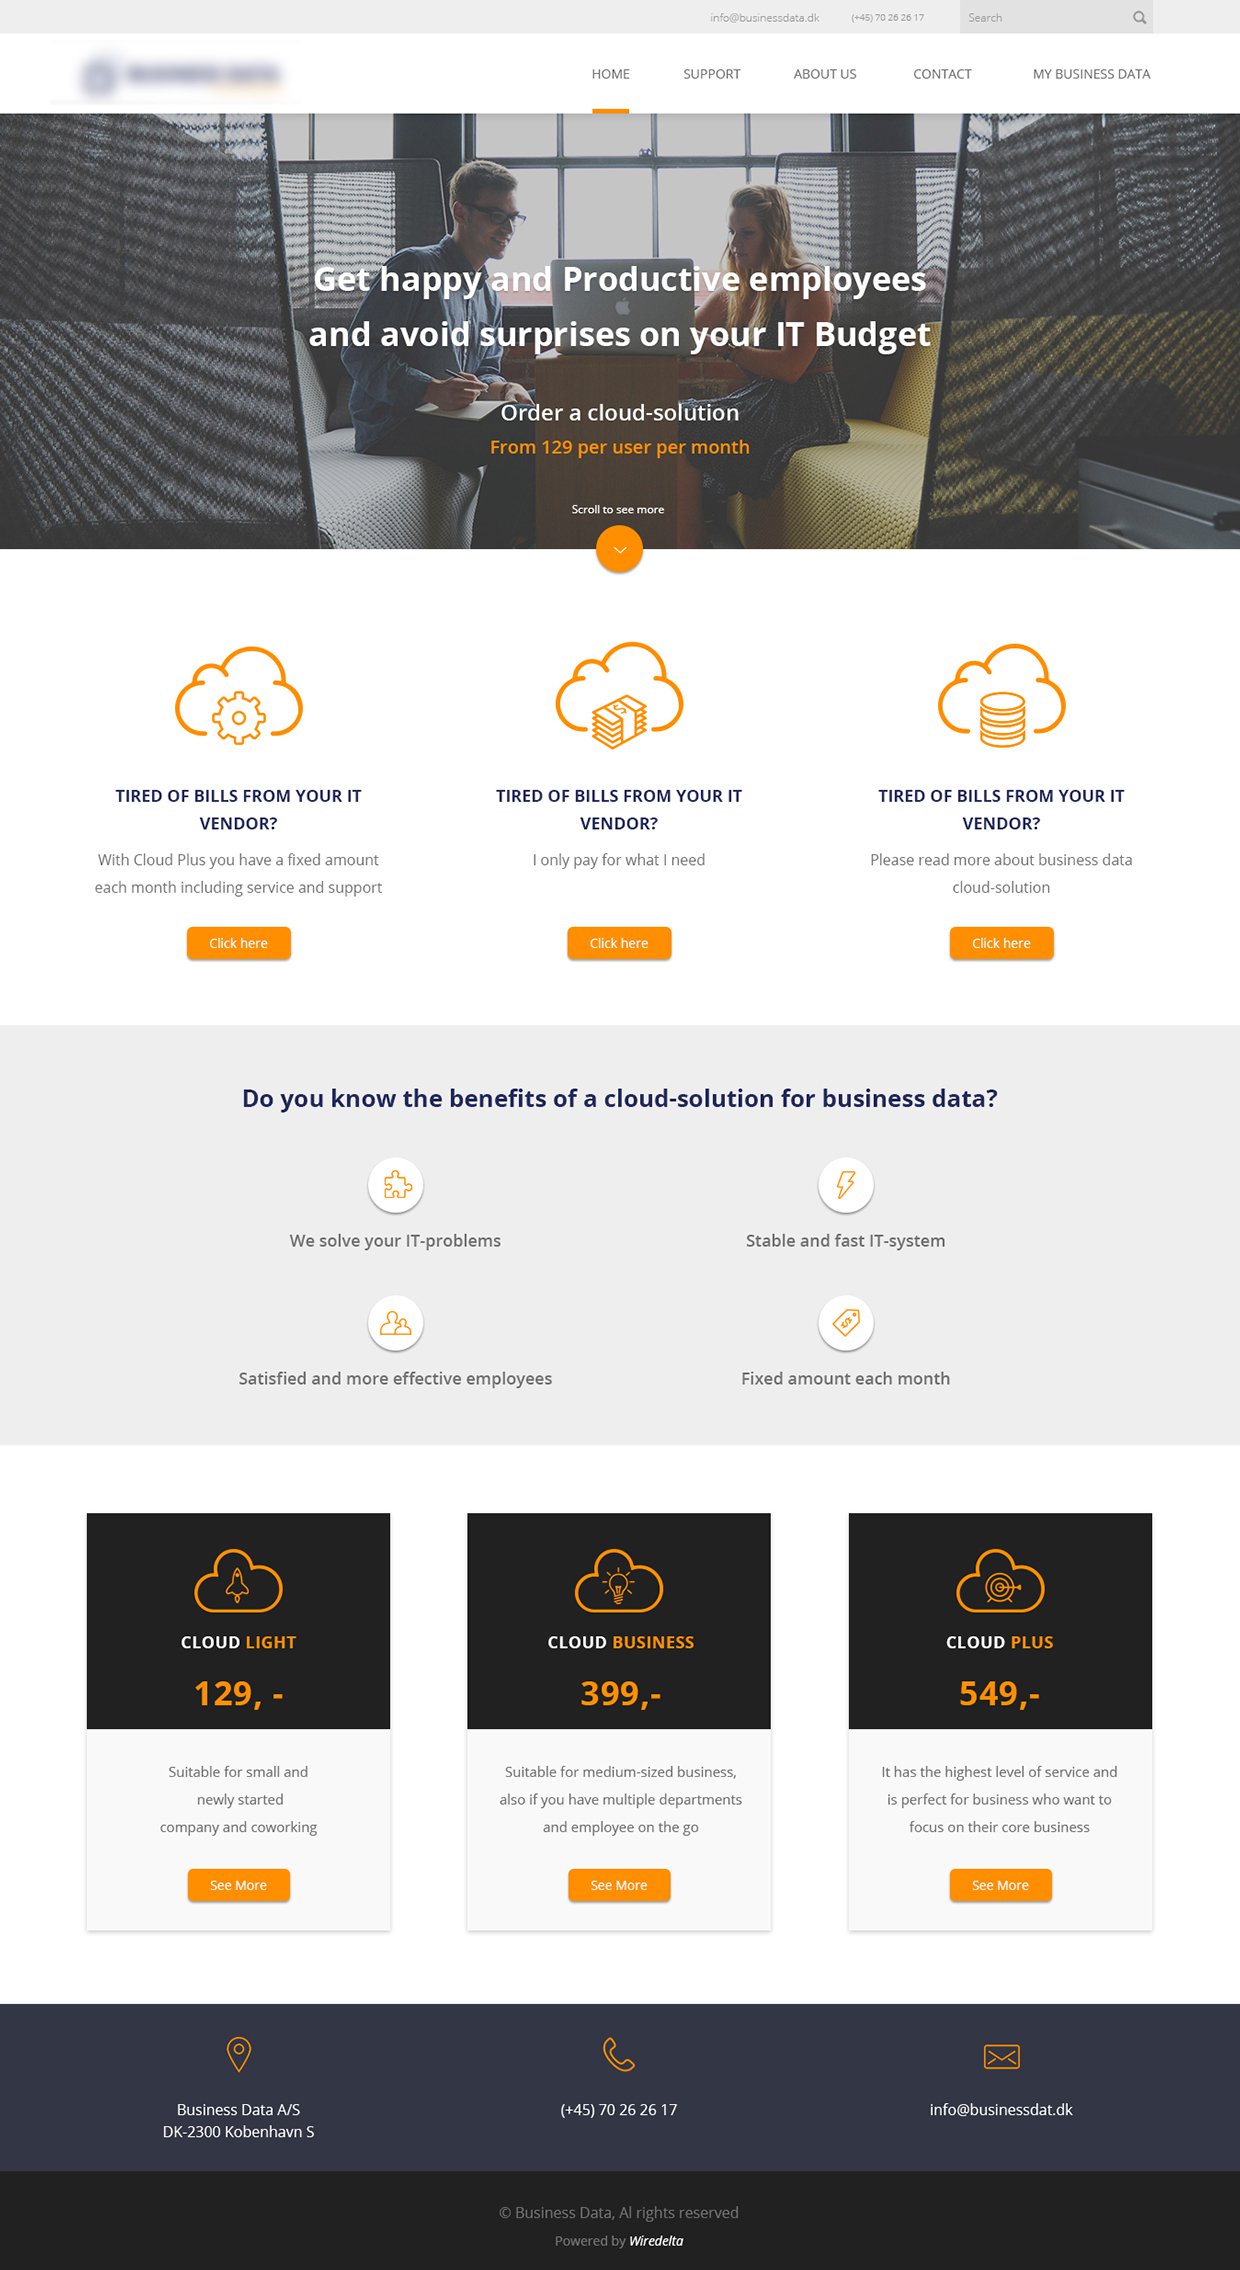 info@businessdata.dk (+45) 70 26 26 17 Search
BUSINESS DATA
HOME SUPPORT ABOUT US CONTACT MY BUSINESS DATA
Get happy and Productive employees
and avoid surprises on your IT Budget
Order a cloud-solution
From 129 per user per month
Scroll to see more
TIRED OF BILLS FROM YOUR IT
VENDOR?
With Cloud Plus you have a fixed amount
each month including service and support
Click here
TIRED OF BILLS FROM YOUR IT
VENDOR?
I only pay for what I need
Click here
TIRED OF BILLS FROM YOUR IT
VENDOR?
Please read more about business data
cloud-solution
Click here
Do you know the benefits of a cloud-solution for business data?
We solve your IT-problems
Stable and fast IT-system
Satisfied and more effective employees
Fixed amount each month
CLOUD LIGHT
129, -
Suitable for small and
newly started
company and coworking
See More
CLOUD BUSINESS
399,-
Suitable for medium-sized business,
also if you have multiple departments
and employee on the go
See More
CLOUD PLUS
549,-
It has the highest level of service and
is perfect for business who want to
focus on their core business
See More
Business Data A/S
DK-2300 Kobenhavn S
(+45) 70 26 26 17
info@businessdat.dk
© Business Data, Al rights reserved
Powered by Wiredelta